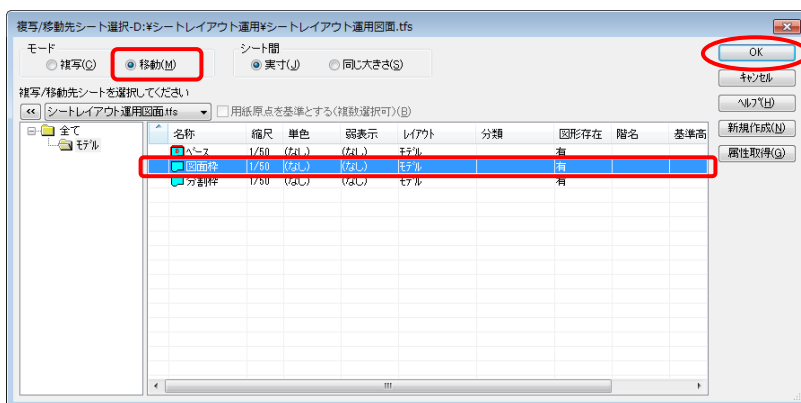 複写/移動先シート選択-D:¥シートレイアウト運用¥シートレイアウト運用図面.tfs
モード シート間
複写(C) 移動(M) 実寸(J) 同じ大きさ(S)
OK
キャンセル
ヘルプ(H)
新規作成(N)
属性取得(G)
複写/移動先シートを選択してください
<< シートレイアウト運用図面.tfs 用紙原点を基準とする(複数選択可)(B)
全て
モデル
名称 縮尺 単色 弱表示 レイアウト 分類 図形存在 階名 基準高
ベース 1/50 (なし) (なし) モデル 有
図面枠 1/50 (なし) (なし) モデル 有
分割枠 1/50 (なし) (なし) モデル 有